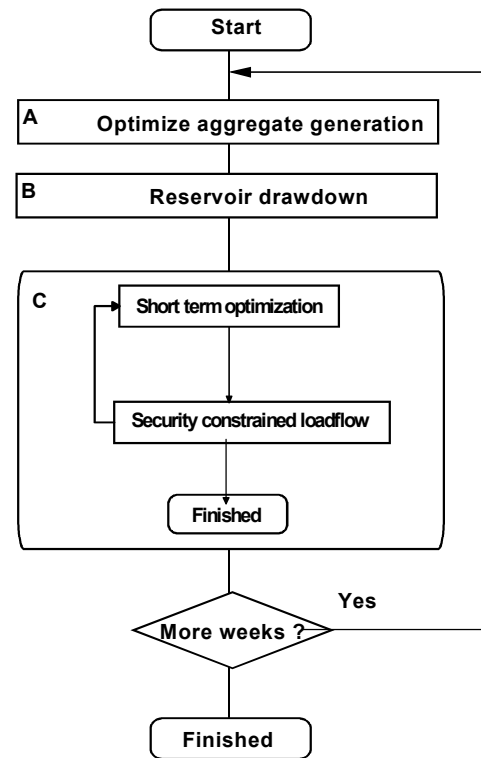 Start
A
Optimize aggregate generation
B
Reservoir drawdown
C
Short term optimization
Security constrained loadflow
Finished
Yes
More weeks ?
Finished